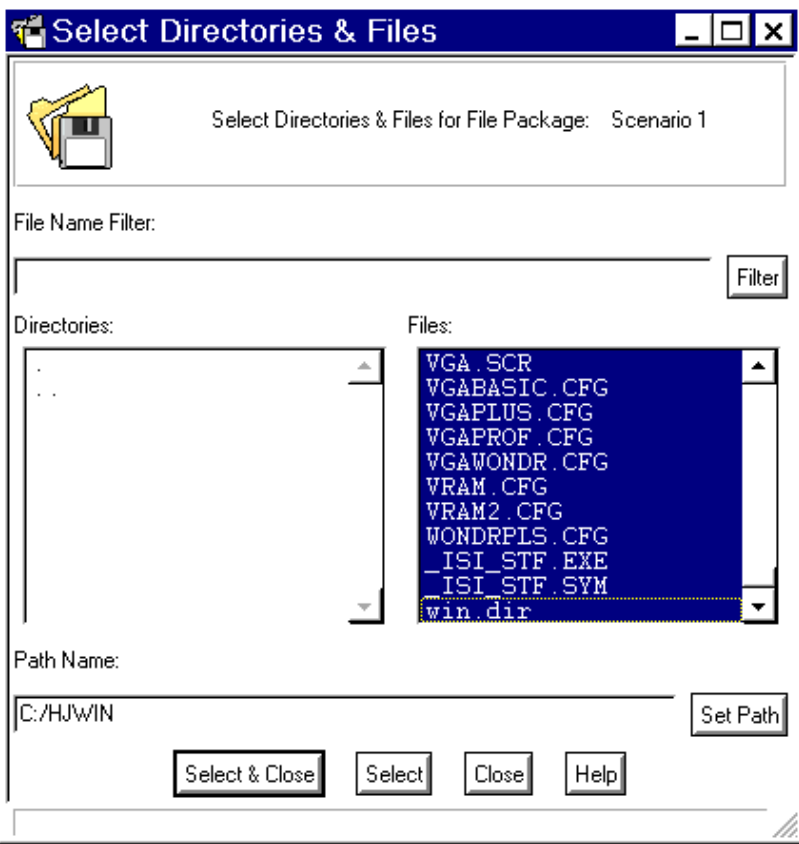 Select Directories & Files
Select Directories & Files for File Package: Scenario 1
File Name Filter:
Filter
Directories:
Files:
.
. .
VGA.SCR
VGABASIC.CFG
VGAPLUS.CFG
VGAPROF.CFG
VGAWONDR.CFG
VRAM.CFG
VRAM2.CFG
WONDRPLS.CFG
_ISI_STF.EXE
_ISI_STF.SYM
win.dir
Path Name:
C:/HJWIN
Set Path
Select & Close
Select
Close
Help